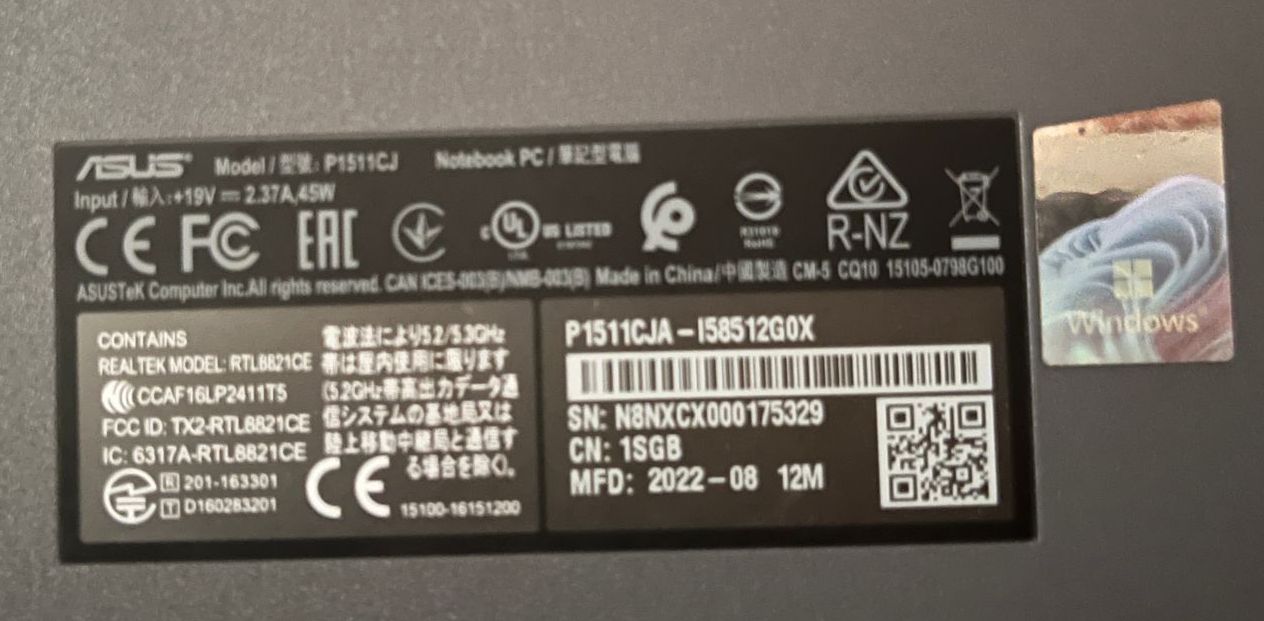 ASUS Model / 型號: P1511CJ Notebook PC / 筆記型電腦
Input / 輸入:+19V ⎓ 2.37A,45W
CE FC EAC c UL US LISTED R-NZ
RoHS
ASUSTeK Computer Inc.All rights reserved. CAN ICES-003(B)/NMB-003(B) Made in China/中國製造 CM-5 CQ10 15105-0798G100
CONTAINS
REALTEK MODEL: RTL8821CE
CCAF16LP2411T5
FCC ID: TX2-RTL8821CE
IC: 6317A-RTL8821CE
R 201-163301
T D160283201
電波法により5.2/5.3GHz
帯は屋内使用に限ります
(5.2GHz帯高出力データ通
信システムの基地局又は
陸上移動中継局と通信す
る場合を除く)。
CE 15100-16151200
P1511CJA-I58512G0X
SN: N8NXCX000175329
CN: 1SGB
MFD: 2022-08 12M
Windows